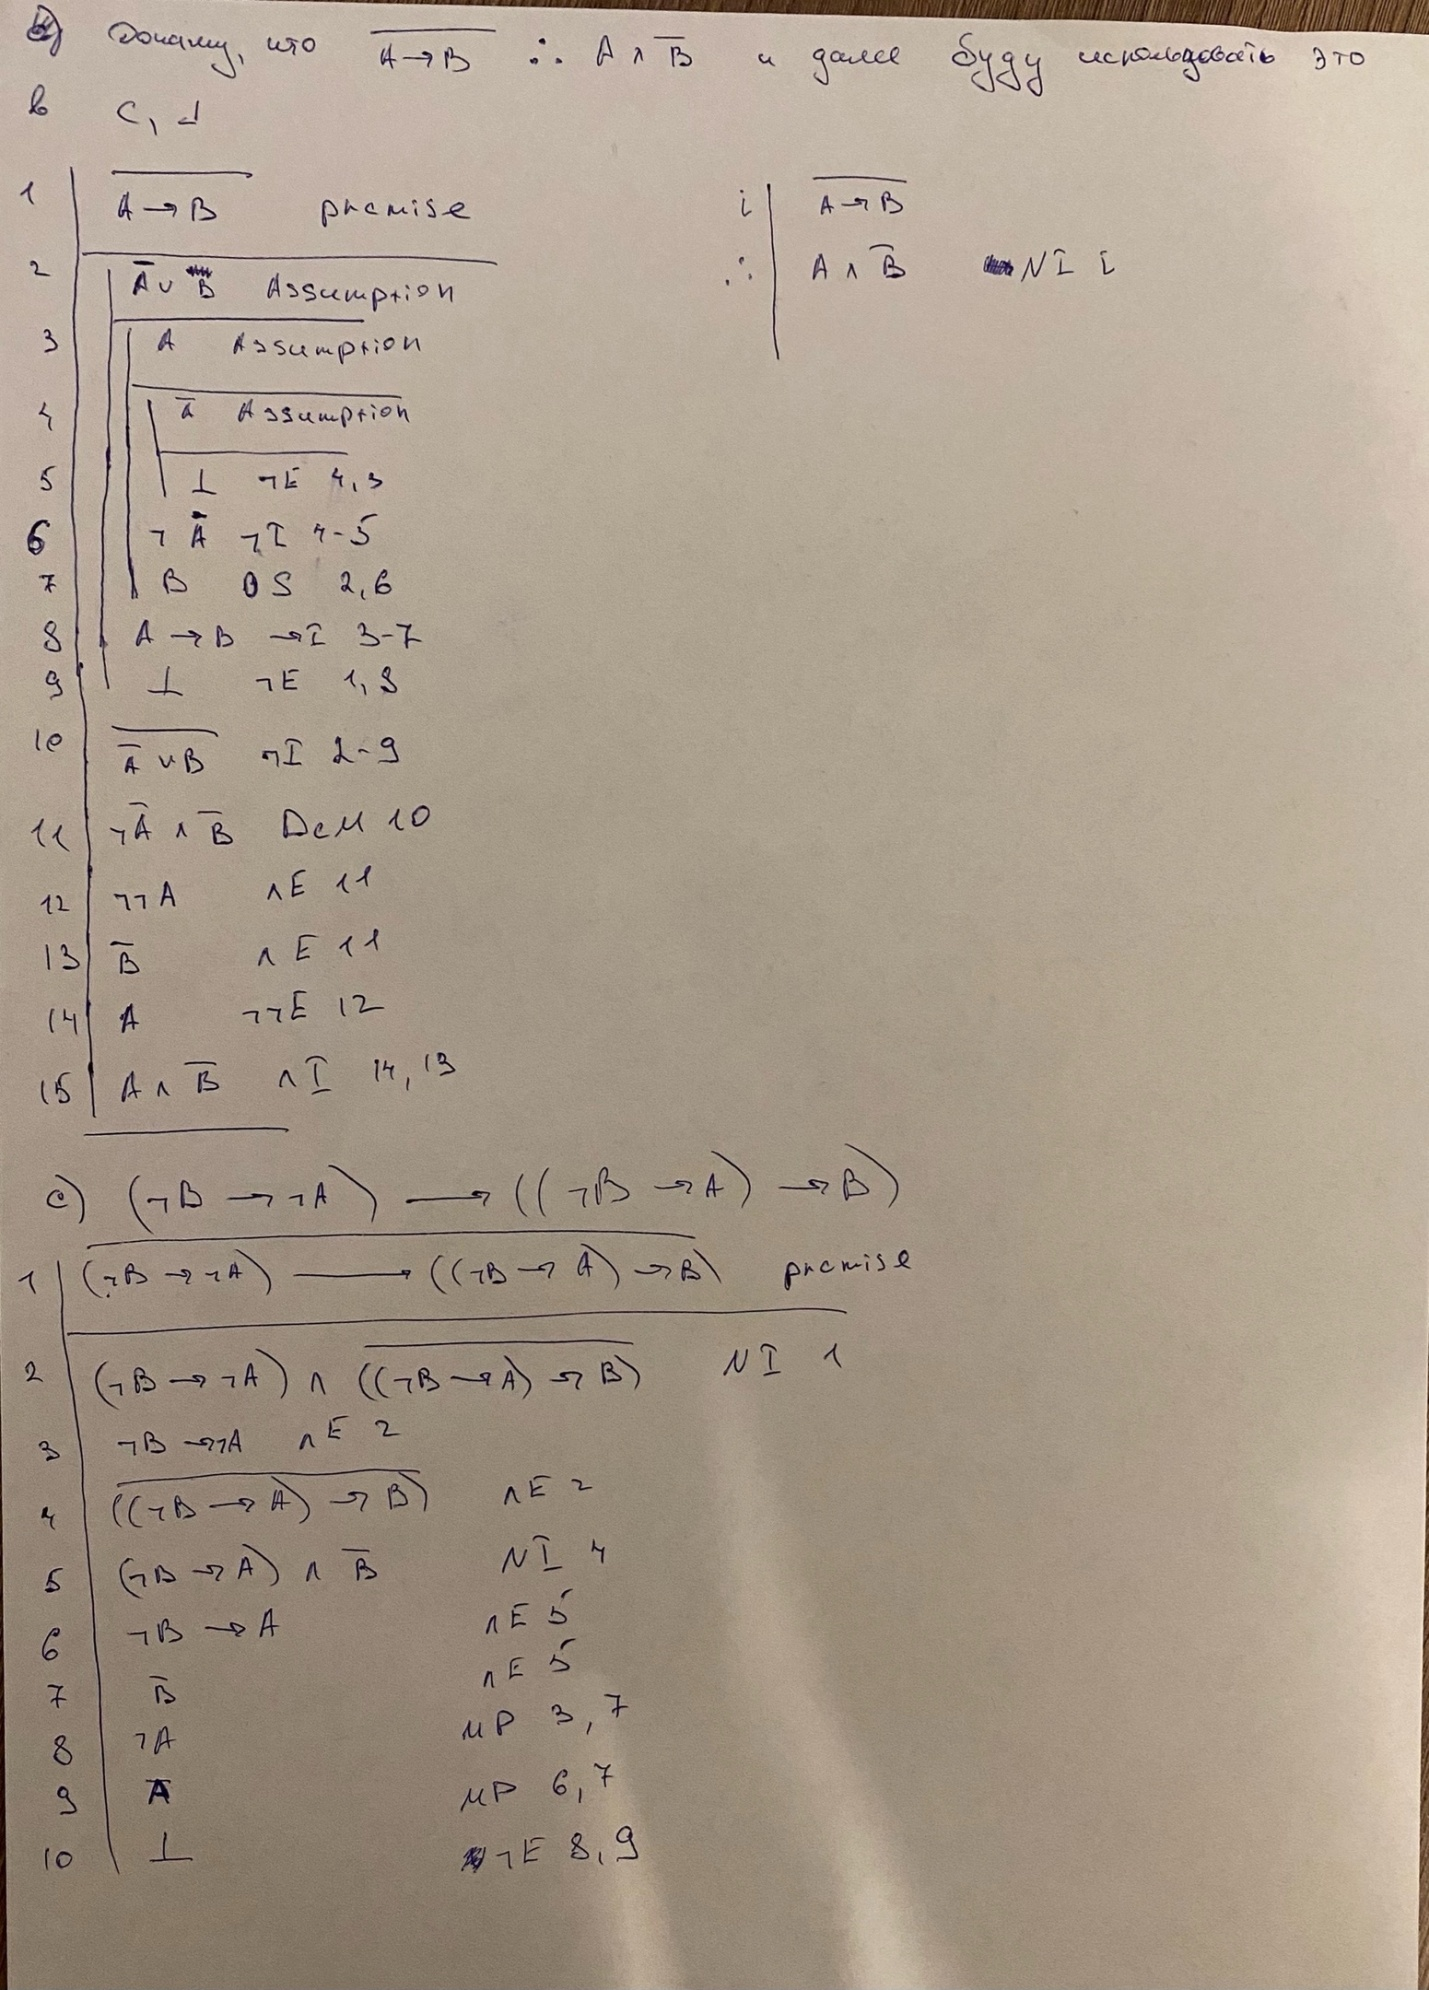 Докажу, что A̅→̅B̅ ∴ A ∧ B̅ и далее буду использовать это
в c, d
1 A̅→̅B̅ premise
2 A̅ ∨ B Assumption
3 A Assumption
4 A̅ Assumption
5 ⊥ ¬E 4,3
6 ¬A̅ ¬I 4-5
7 B DS 2,6
8 A → B →I 3-7
9 ⊥ ¬E 1,8
10 ¬(A̅ ∨ B) ¬I 2-9
11 ¬A̅ ∧ B̅ DeM 10
12 ¬¬A ∧E 11
13 B̅ ∧E 11
14 A ¬¬E 12
15 A ∧ B̅ ∧I 14,13
i A̅→̅B̅
∴ A ∧ B̅ NI i
c) (¬B → ¬A) ⟶ ((¬B → A) → B)
1 ¬((¬B → ¬A) ⟶ ((¬B → A) → B)) premise
2 (¬B → ¬A) ∧ ¬((¬B → A) → B) NI 1
3 ¬B → ¬A ∧E 2
4 ¬((¬B → A) → B) ∧E 2
5 (¬B → A) ∧ B̅ NI 4
6 ¬B → A ∧E 5
7 B̅ ∧E 5
8 ¬A MP 3,7
9 A MP 6,7
10 ⊥ ¬E 8,9